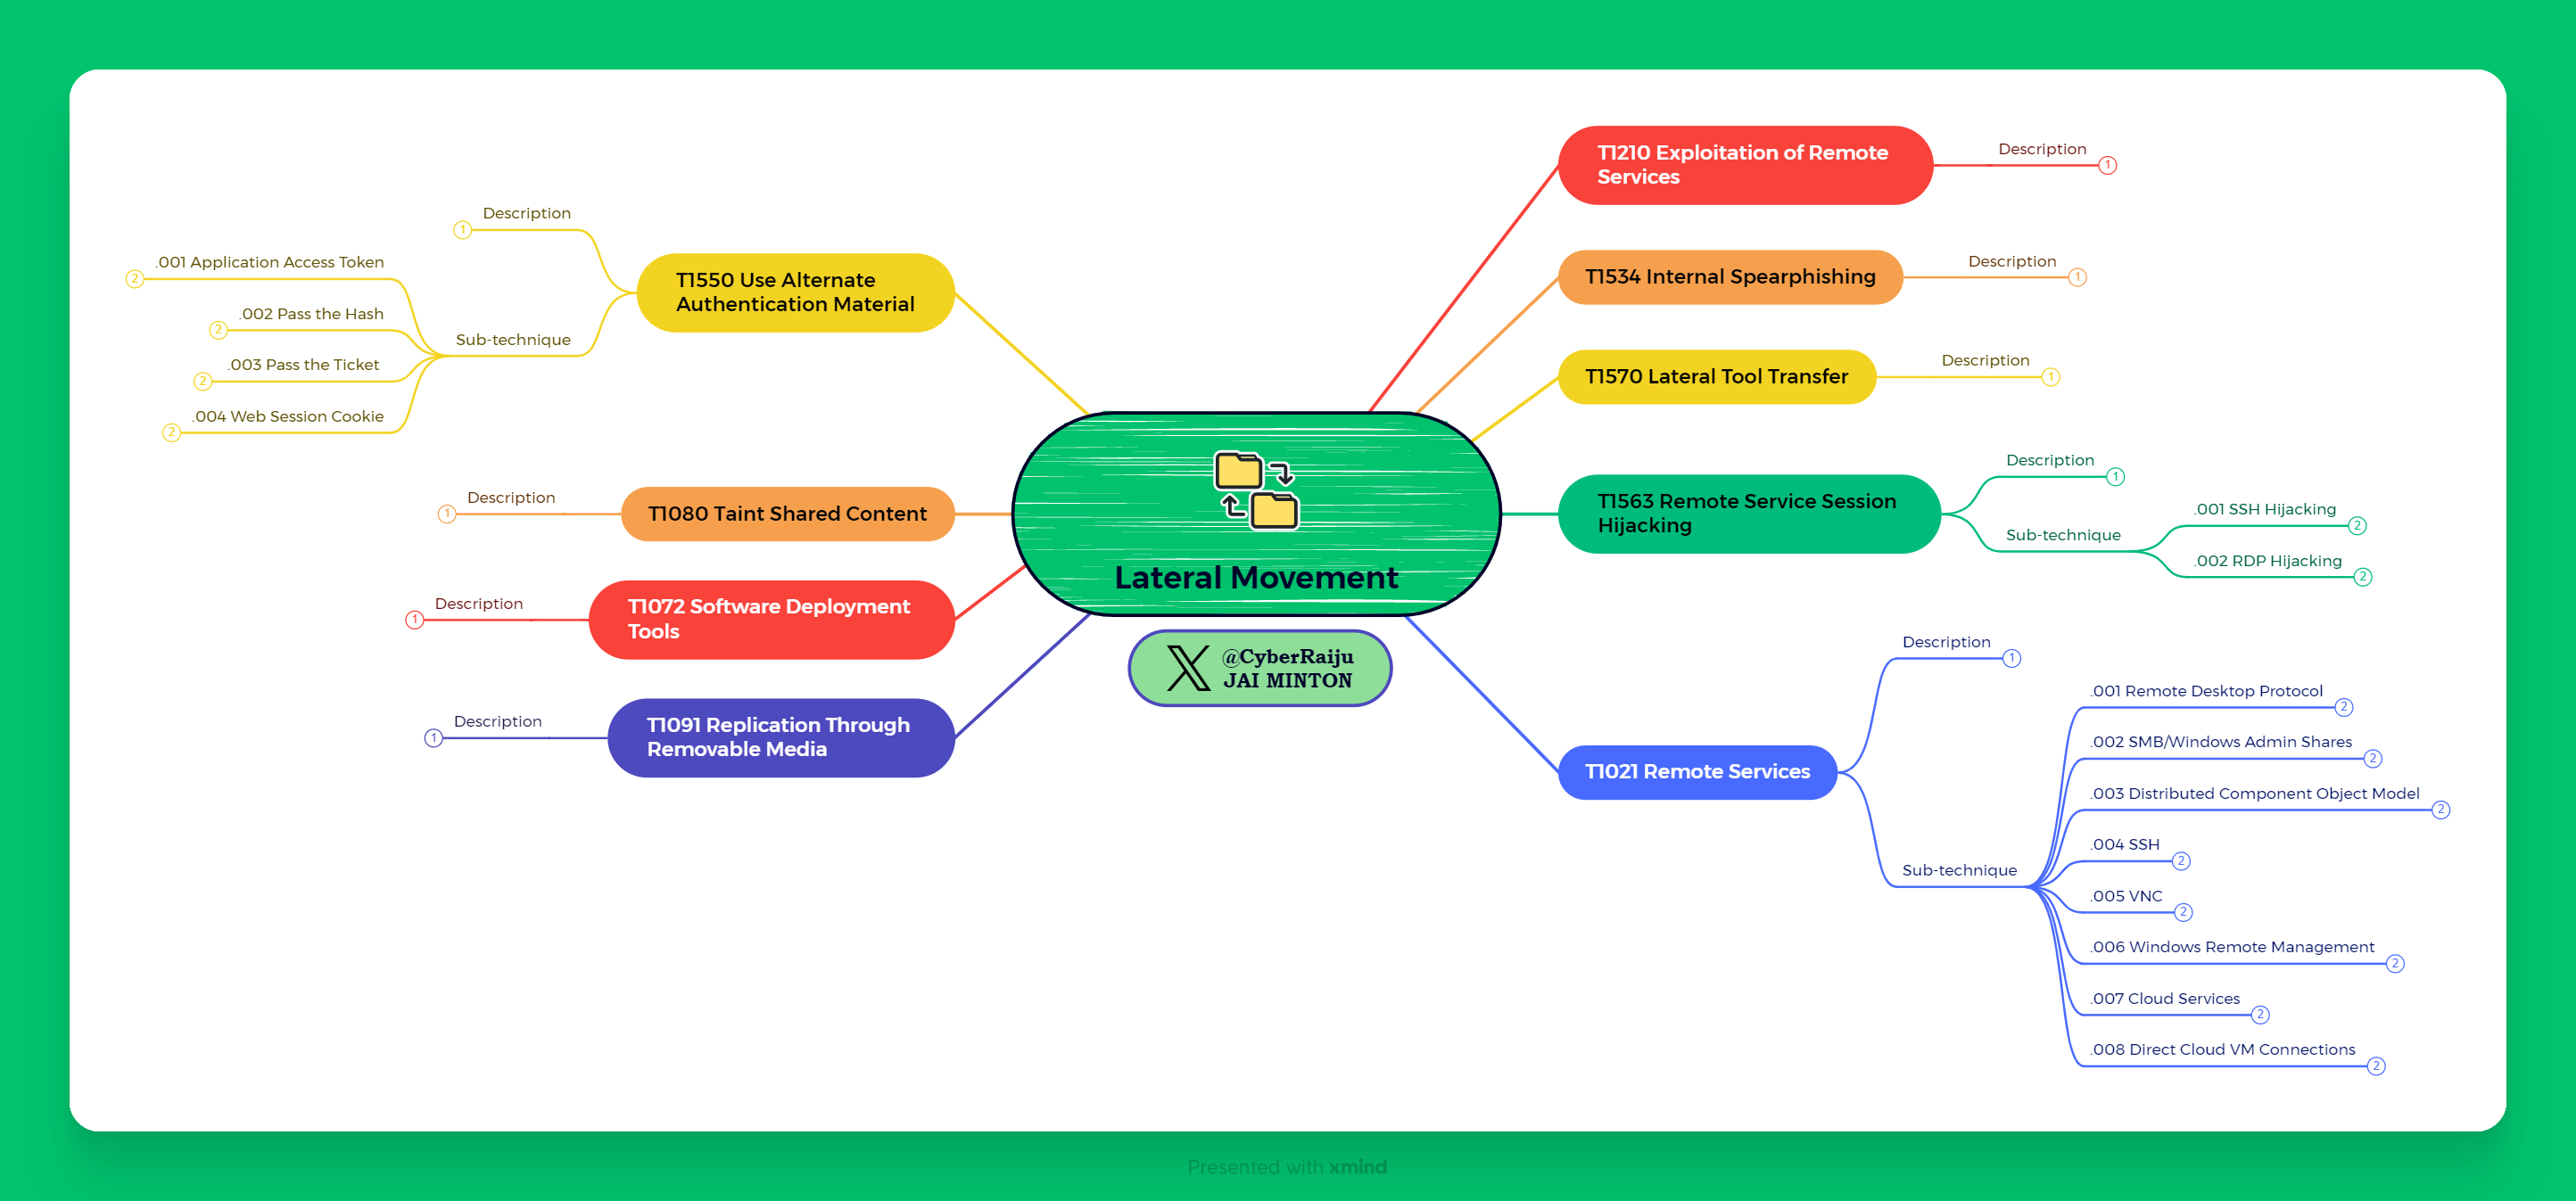 T1210 Exploitation of Remote
Services
Description
1
T1534 Internal Spearphishing
Description
1
T1570 Lateral Tool Transfer
Description
1
T1563 Remote Service Session
Hijacking
Description
1
Sub-technique
.001 SSH Hijacking
2
.002 RDP Hijacking
2
T1021 Remote Services
Description
1
Sub-technique
.001 Remote Desktop Protocol
2
.002 SMB/Windows Admin Shares
2
.003 Distributed Component Object Model
2
.004 SSH
2
.005 VNC
2
.006 Windows Remote Management
2
.007 Cloud Services
2
.008 Direct Cloud VM Connections
2
T1550 Use Alternate
Authentication Material
Description
1
Sub-technique
.001 Application Access Token
2
.002 Pass the Hash
2
.003 Pass the Ticket
2
.004 Web Session Cookie
2
T1080 Taint Shared Content
Description
1
T1072 Software Deployment
Tools
Description
1
T1091 Replication Through
Removable Media
Description
1
Lateral Movement
@CyberRaiju
JAI MINTON
Presented with xmind